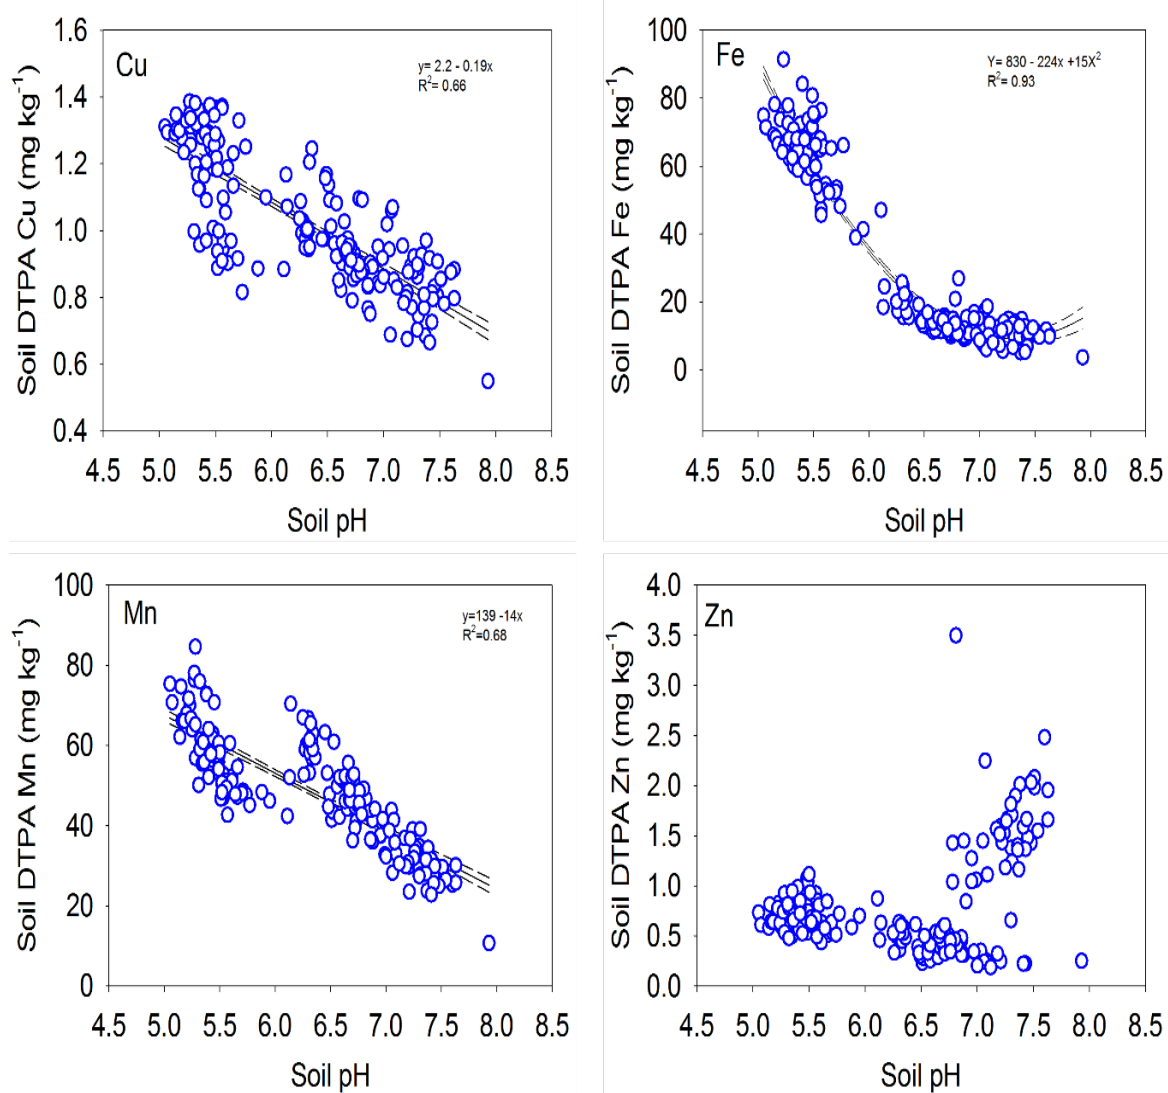 Cu
y= 2.2 - 0.19x
R²= 0.66
Soil DTPA Cu (mg kg⁻¹)
1.6
1.4
1.2
1.0
0.8
0.6
0.4
4.5 5.0 5.5 6.0 6.5 7.0 7.5 8.0 8.5
Soil pH
Fe
Y= 830 - 224x +15X²
R²= 0.93
Soil DTPA Fe (mg kg⁻¹)
100
80
60
40
20
0
4.5 5.0 5.5 6.0 6.5 7.0 7.5 8.0 8.5
Soil pH
Mn
y=139 -14x
R²=0.68
Soil DTPA Mn (mg kg⁻¹)
100
80
60
40
20
0
4.5 5.0 5.5 6.0 6.5 7.0 7.5 8.0 8.5
Soil pH
Zn
Soil DTPA Zn (mg kg⁻¹)
4.0
3.5
3.0
2.5
2.0
1.5
1.0
0.5
0.0
4.5 5.0 5.5 6.0 6.5 7.0 7.5 8.0 8.5
Soil pH